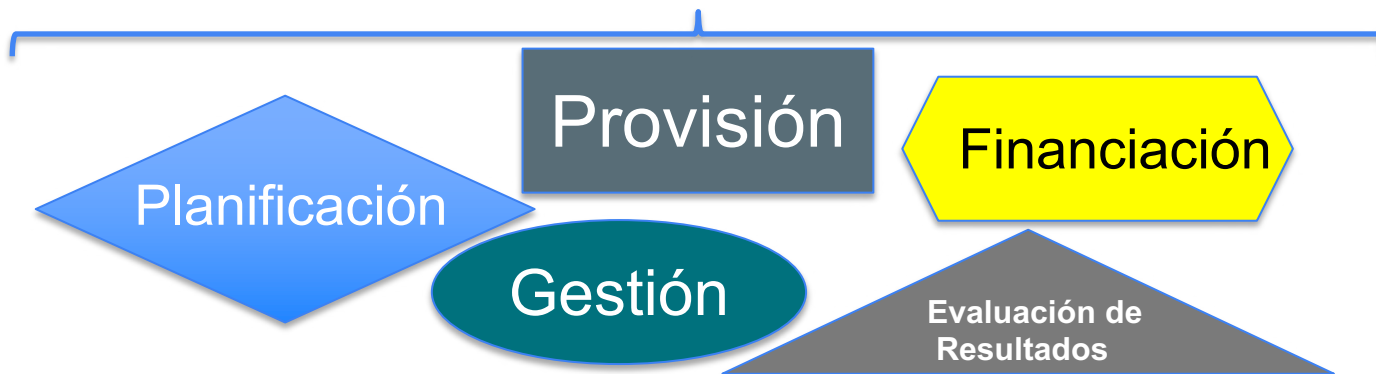 Provisión
Financiación
Planificación
Gestión
Evaluación de
Resultados